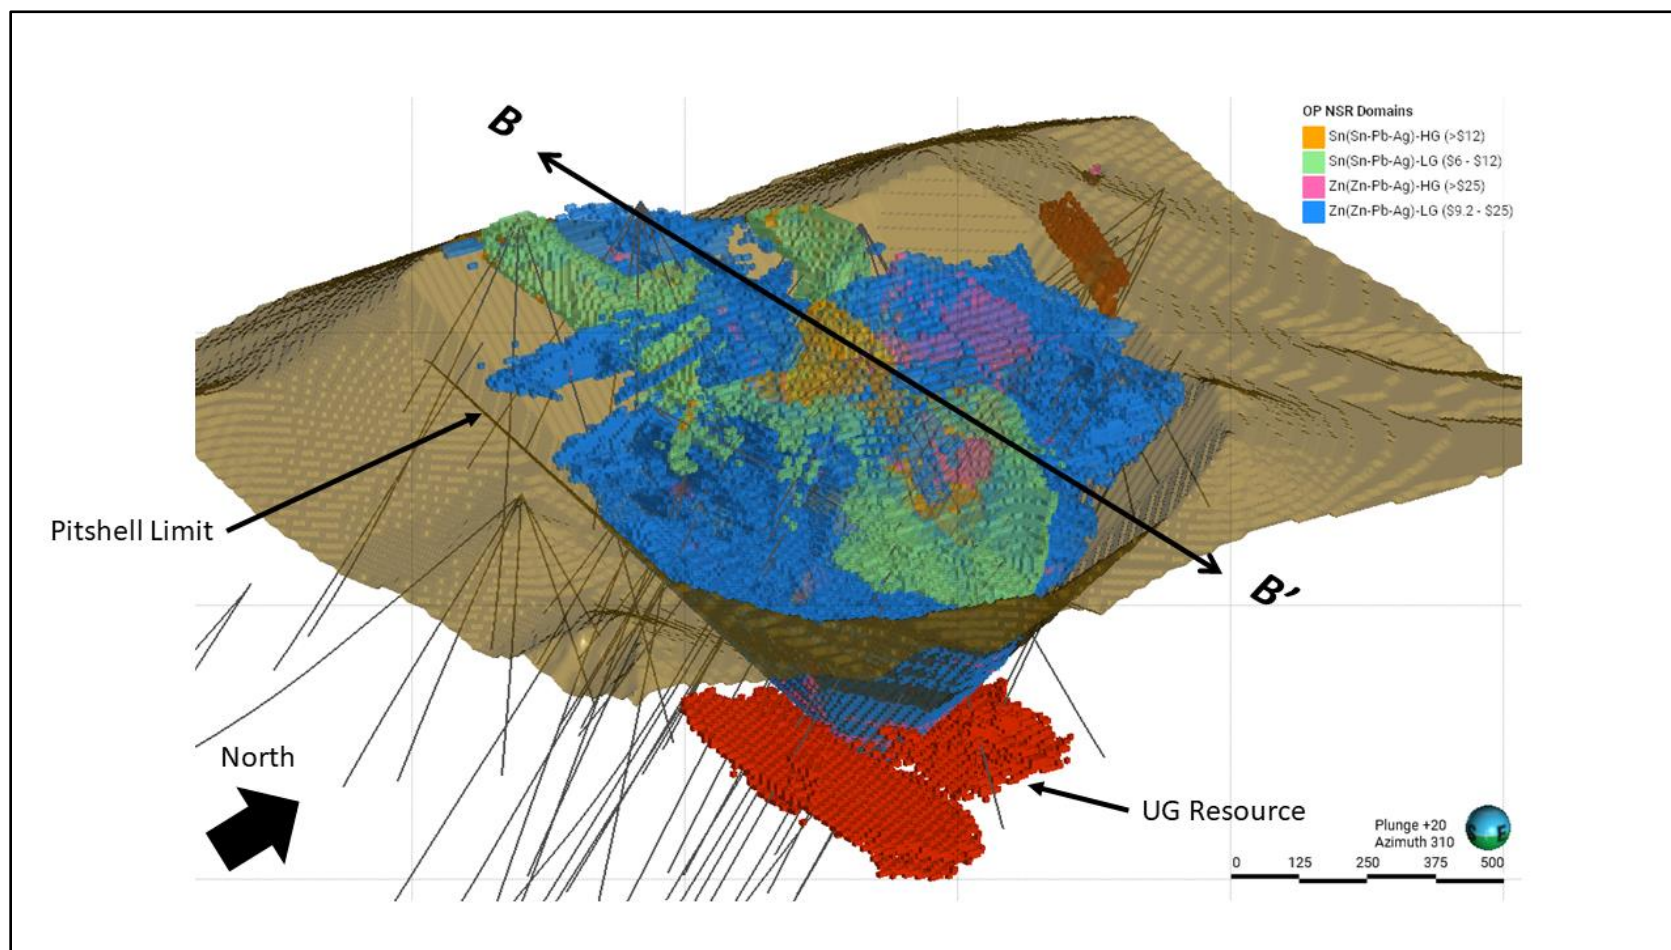 B
OP NSR Domains
Sn(Sn-Pb-Ag)-HG (>$12)
Sn(Sn-Pb-Ag)-LG ($6 - $12)
Zn(Zn-Pb-Ag)-HG (>$25)
Zn(Zn-Pb-Ag)-LG ($9.2 - $25)
Pitshell Limit
B’
North
UG Resource
Plunge +20
Azimuth 310
S E
0 125 250 375 500